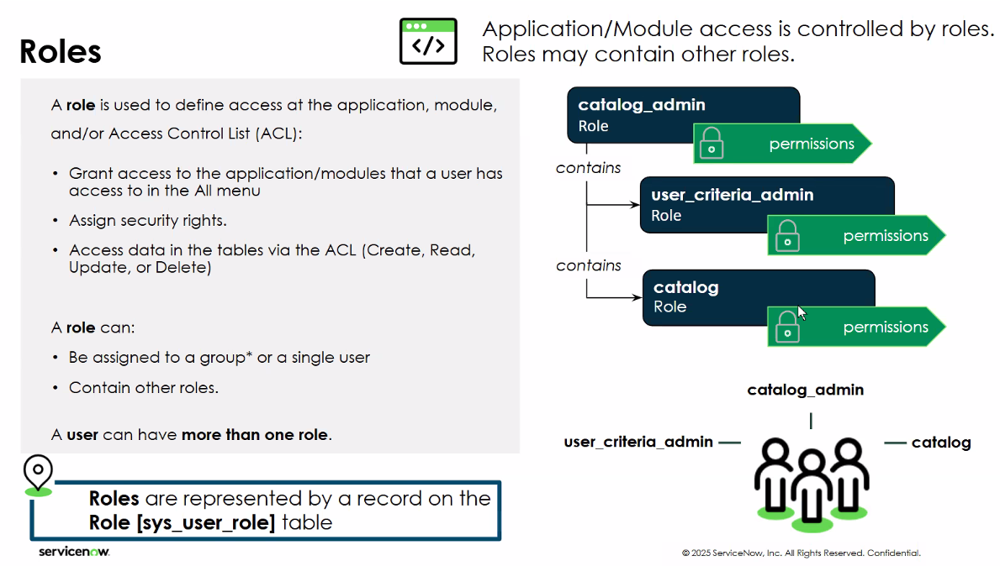 Roles
</>
Application/Module access is controlled by roles.
Roles may contain other roles.
A role is used to define access at the application, module,
and/or Access Control List (ACL):
• Grant access to the application/modules that a user has
access to in the All menu
• Assign security rights.
• Access data in the tables via the ACL (Create, Read,
Update, or Delete)
A role can:
• Be assigned to a group* or a single user
• Contain other roles.
A user can have more than one role.
Roles are represented by a record on the
Role [sys_user_role] table
catalog_admin
Role
permissions
contains
user_criteria_admin
Role
permissions
contains
catalog
Role
permissions
catalog_admin
user_criteria_admin
catalog
servicenow.
© 2025 ServiceNow, Inc. All Rights Reserved. Confidential.